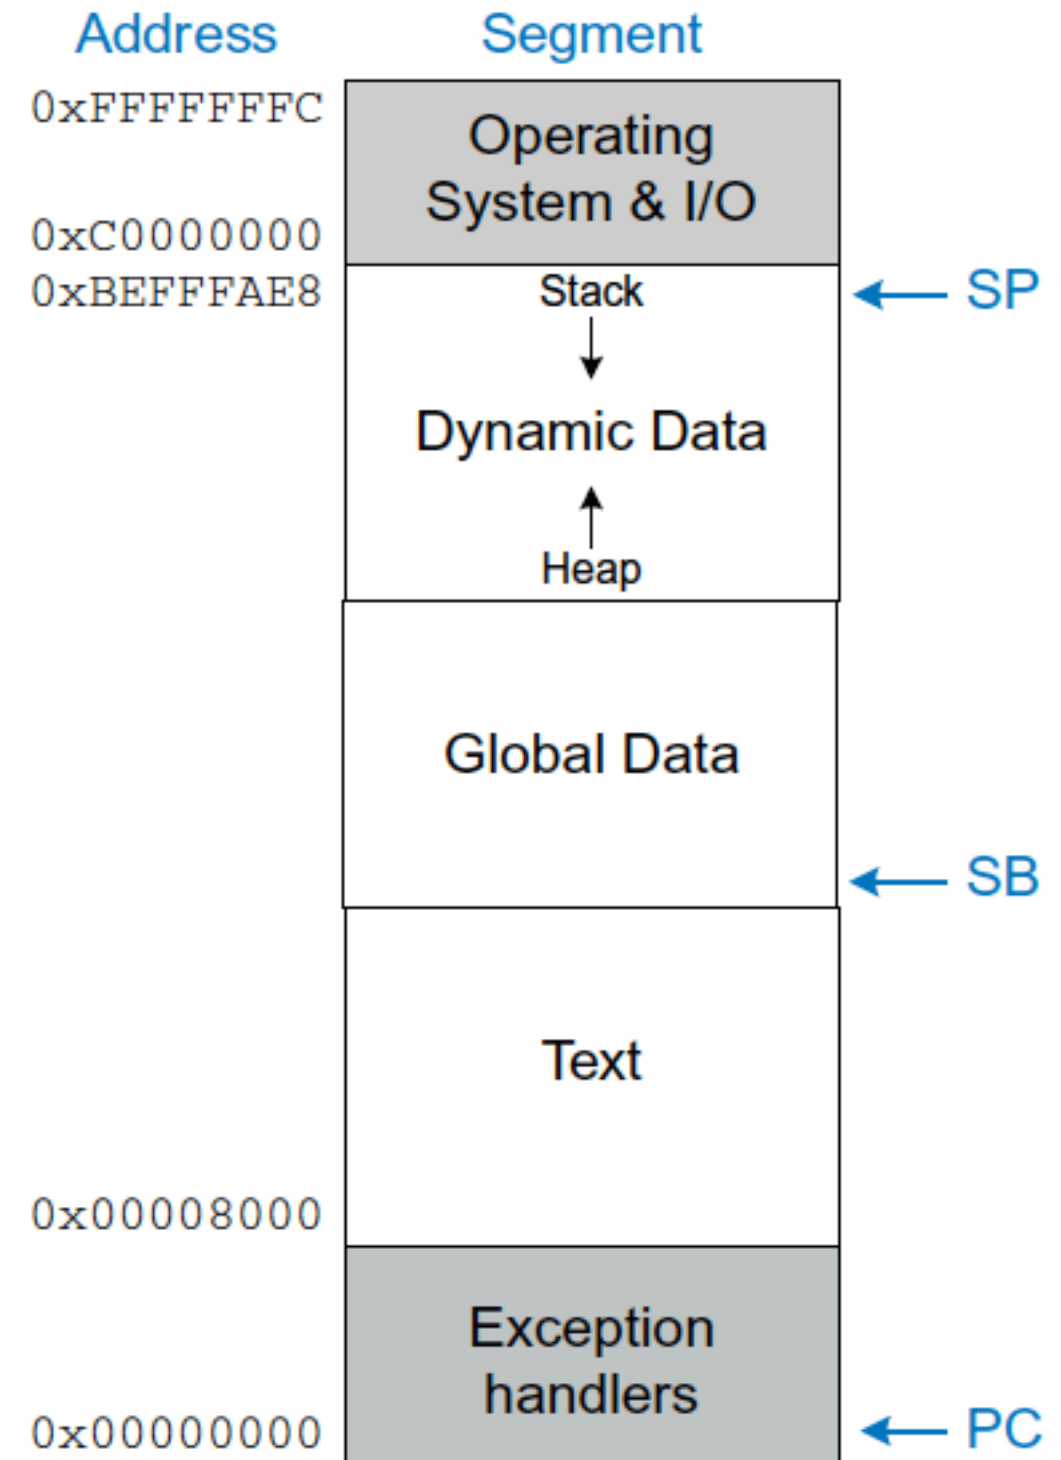 Address Segment
0xFFFFFFFC
Operating
System & I/O
0xC0000000
0xBEFFFAE8 Stack SP
Dynamic Data
Heap
Global Data
SB
Text
0x00008000
Exception
handlers
0x00000000 PC